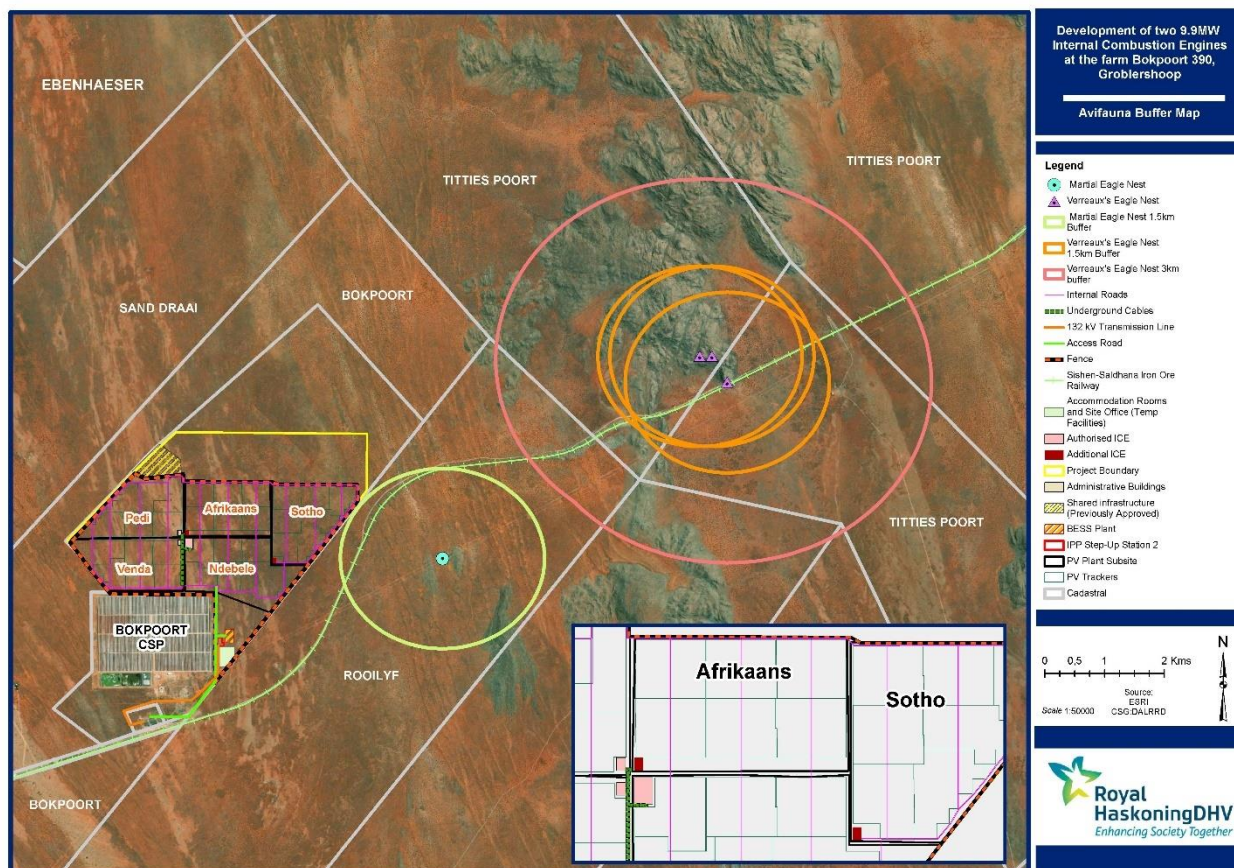 EBENHAESER
TITTIES POORT
TITTIES POORT
SAND DRAAI
BOKPOORT
Pedi
Afrikaans
Sotho
Venda
Ndebele
BOKPOORT
CSP
TITTIES POORT
ROOILYF
BOKPOORT
Afrikaans
Sotho
Development of two 9.9MW
Internal Combustion Engines
at the farm Bokpoort 390,
Groblershoop
Avifauna Buffer Map
Legend
Martial Eagle Nest
Verreaux's Eagle Nest
Martial Eagle Nest 1.5km
Buffer
Verreaux's Eagle Nest
1.5km Buffer
Verreaux's Eagle Nest 3km
buffer
Internal Roads
Underground Cables
132 kV Transmission Line
Access Road
Fence
Sishen-Saldhana Iron Ore
Railway
Accommodation Rooms
and Site Office (Temp
Facilities)
Authorised ICE
Additional ICE
Project Boundary
Administrative Buildings
Shared infrastructure
(Previously Approved)
BESS Plant
IPP Step-Up Station 2
PV Plant Subsite
PV Trackers
Cadastral
0 0,5 1 2 Kms
N
Source:
ESRI
Scale 1:50000 CSG:DALRRD
Royal
HaskoningDHV
Enhancing Society Together